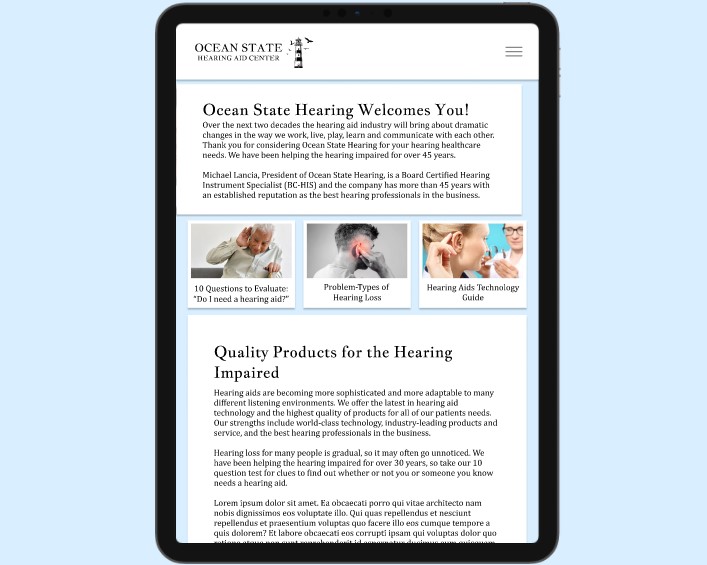 OCEAN STATE
HEARING AID CENTER
Ocean State Hearing Welcomes You!
Over the next two decades the hearing aid industry will bring about dramatic
changes in the way we work, live, play, learn and communicate with each other.
Thank you for considering Ocean State Hearing for your hearing healthcare
needs. We have been helping the hearing impaired for over 45 years.
Michael Lancia, President of Ocean State Hearing, is a Board Certified Hearing
Instrument Specialist (BC-HIS) and the company has more than 45 years with
an established reputation as the best hearing professionals in the business.
10 Questions to Evaluate:
"Do I need a hearing aid?"
Problem-Types of
Hearing Loss
Hearing Aids Technology
Guide
Quality Products for the Hearing
Impaired
Hearing aids are becoming more sophisticated and more adaptable to many
different listening environments. We offer the latest in hearing aid
technology and the highest quality of products for all of our patients needs.
Our strengths include world-class technology, industry-leading products and
service, and the best hearing professionals in the business.
Hearing loss for many people is gradual, so it may often go unnoticed. We
have been helping the hearing impaired for over 30 years, so take our 10
question test for clues to find out whether or not you or someone you know
needs a hearing aid.
Lorem ipsum dolor sit amet. Ea obcaecati porro qui vitae architecto nam
nobis dignissimos eos voluptate illo. Qui quas repellendus et nesciunt
repellendus et praesentium voluptas quo facere illo eos cumque tempore a
quis dolorem? Et labore obcaecati eos corrupti ipsam qui voluptas dolor quo